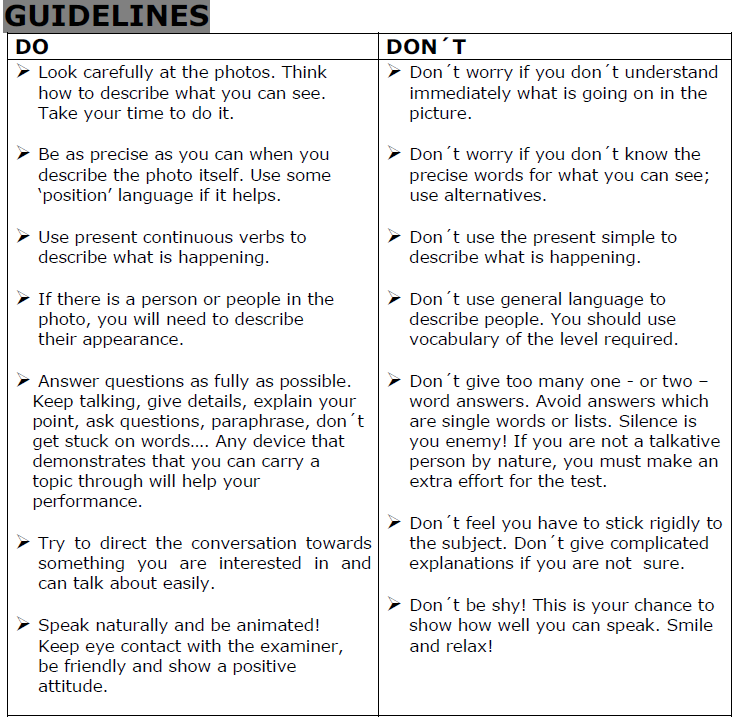 GUIDELINES
DO
➢ Look carefully at the photos. Think
how to describe what you can see.
Take your time to do it.
➢ Be as precise as you can when you
describe the photo itself. Use some
‘position’ language if it helps.
➢ Use present continuous verbs to
describe what is happening.
➢ If there is a person or people in the
photo, you will need to describe
their appearance.
➢ Answer questions as fully as possible.
Keep talking, give details, explain your
point, ask questions, paraphrase, don´t
get stuck on words…. Any device that
demonstrates that you can carry a
topic through will help your
performance.
➢ Try to direct the conversation towards
something you are interested in and
can talk about easily.
➢ Speak naturally and be animated!
Keep eye contact with the examiner,
be friendly and show a positive
attitude.
DON´T
➢ Don´t worry if you don´t understand
immediately what is going on in the
picture.
➢ Don´t worry if you don´t know the
precise words for what you can see;
use alternatives.
➢ Don´t use the present simple to
describe what is happening.
➢ Don´t use general language to
describe people. You should use
vocabulary of the level required.
➢ Don´t give too many one - or two –
word answers. Avoid answers which
are single words or lists. Silence is
you enemy! If you are not a talkative
person by nature, you must make an
extra effort for the test.
➢ Don´t feel you have to stick rigidly to
the subject. Don´t give complicated
explanations if you are not sure.
➢ Don´t be shy! This is your chance to
show how well you can speak. Smile
and relax!